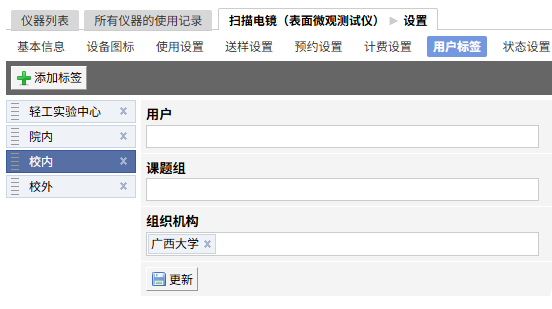 仪器列表 所有仪器的使用记录 扫描电镜（表面微观测试仪） ▶ 设置
基本信息 设备图标 使用设置 送样设置 预约设置 计费设置 用户标签 状态设置
添加标签
轻工实验中心 x
院内 x
校内 x
校外 x
用户
课题组
组织机构
广西大学 x
更新